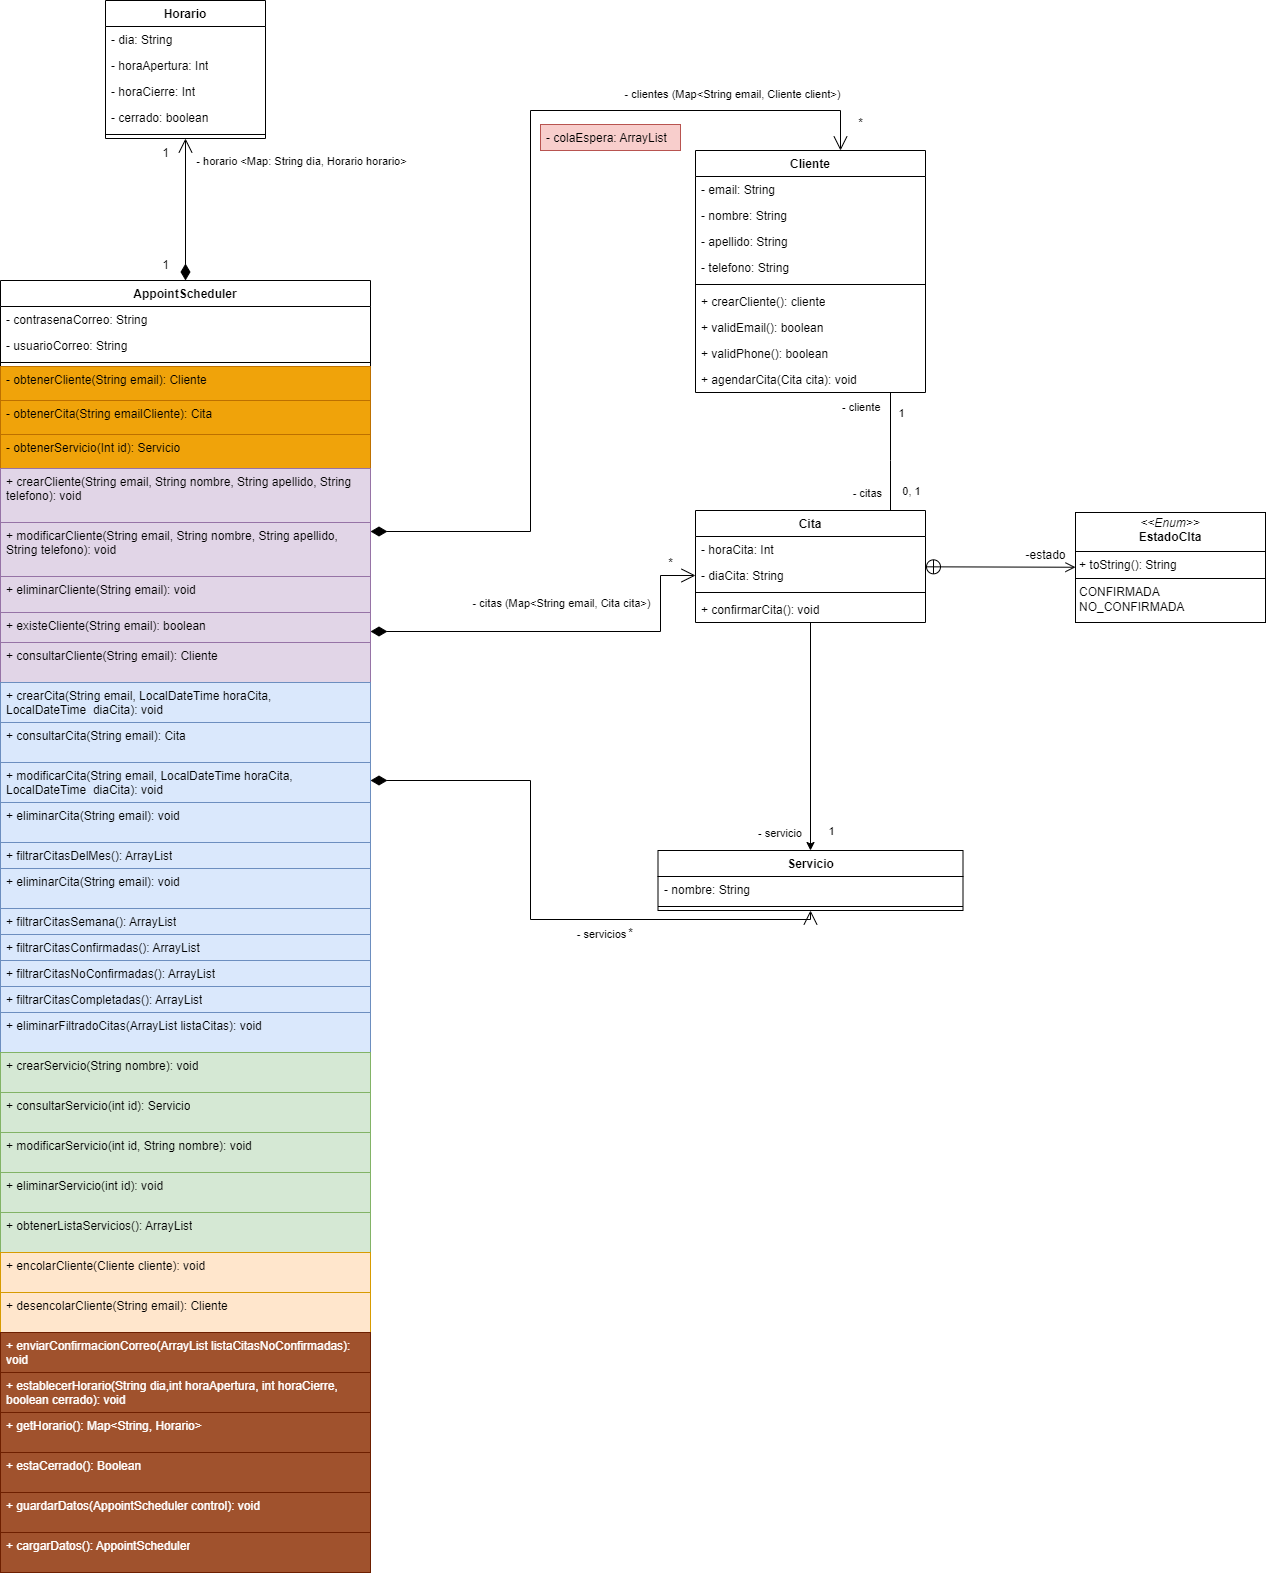 Horario
- dia: String
- horaApertura: Int
- horaCierre: Int
- cerrado: boolean
1
- horario <Map: String dia, Horario horario>
1
AppointScheduler
- contrasenaCorreo: String
- usuarioCorreo: String
- obtenerCliente(String email): Cliente
- obtenerCita(String emailCliente): Cita
- obtenerServicio(Int id): Servicio
+ crearCliente(String email, String nombre, String apellido, String
telefono): void
+ modificarCliente(String email, String nombre, String apellido,
String telefono): void
+ eliminarCliente(String email): void
+ existeCliente(String email): boolean
+ consultarCliente(String email): Cliente
+ crearCita(String email, LocalDateTime horaCita,
LocalDateTime  diaCita): void
+ consultarCita(String email): Cita
+ modificarCita(String email, LocalDateTime horaCita,
LocalDateTime  diaCita): void
+ eliminarCita(String email): void
+ filtrarCitasDelMes(): ArrayList
+ eliminarCita(String email): void
+ filtrarCitasSemana(): ArrayList
+ filtrarCitasConfirmadas(): ArrayList
+ filtrarCitasNoConfirmadas(): ArrayList
+ filtrarCitasCompletadas(): ArrayList
+ eliminarFiltradoCitas(ArrayList listaCitas): void
+ crearServicio(String nombre): void
+ consultarServicio(int id): Servicio
+ modificarServicio(int id, String nombre): void
+ eliminarServicio(int id): void
+ obtenerListaServicios(): ArrayList
+ encolarCliente(Cliente cliente): void
+ desencolarCliente(String email): Cliente
+ enviarConfirmacionCorreo(ArrayList listaCitasNoConfirmadas):
void
+ establecerHorario(String dia,int horaApertura, int horaCierre,
boolean cerrado): void
+ getHorario(): Map<String, Horario>
+ estaCerrado(): Boolean
+ guardarDatos(AppointScheduler control): void
+ cargarDatos(): AppointScheduler
- clientes (Map<String email, Cliente client>)
*
- colaEspera: ArrayList
Cliente
- email: String
- nombre: String
- apellido: String
- telefono: String
+ crearCliente(): cliente
+ validEmail(): boolean
+ validPhone(): boolean
+ agendarCita(Cita cita): void
- cliente
1
- citas
0, 1
Cita
- horaCita: Int
- diaCita: String
+ confirmarCita(): void
*
- citas (Map<String email, Cita cita>)
-estado
<<Enum>>
EstadoCIta
+ toString(): String
CONFIRMADA
NO_CONFIRMADA
- servicio
1
Servicio
- nombre: String
- servicios
*